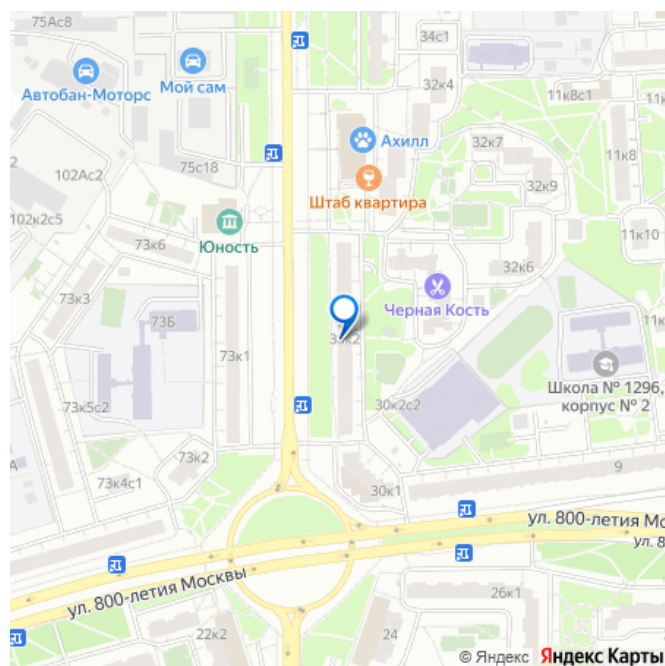 75Ас8
34с1
32к4
11к8с1
Автобан-Моторс
Мой сам
Ахилл
32к7
11к8
75с18
102Ас2
Штаб квартира
32к9
102к2с5
73к6
Юность
11к10
32к6
73к3
Черная Кость
73Б
73к1
Школа № 1296,
корпус № 2
73к5с2
30к2с2
73к2
73к4с1
30к1
9
ул. 800-летия Мо
ул. 8
ул. 800-летия Москвы
26к1
22к2
24
© Яндекс Яндекс Карты